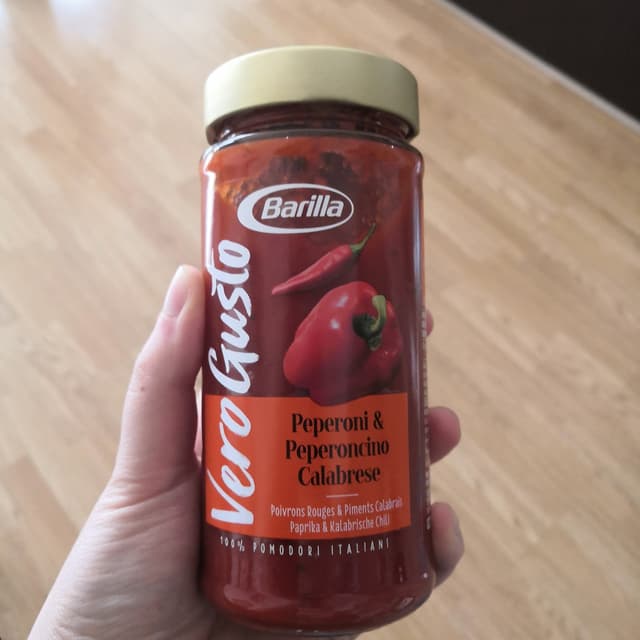 Barilla
Vero Gusto
Peperoni &
Peperoncino
Calabrese
Poivrons Rouges & Piments Calabrais
Paprika & Kalabrische Chili
100% POMODORI ITALIANI